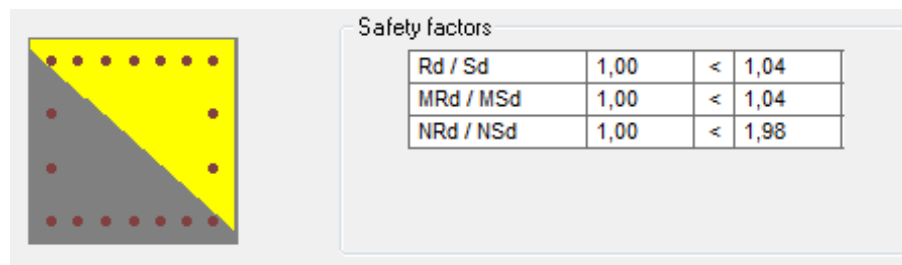 Safety factors
Rd / Sd 1,00 < 1,04
MRd / MSd 1,00 < 1,04
NRd / NSd 1,00 < 1,98